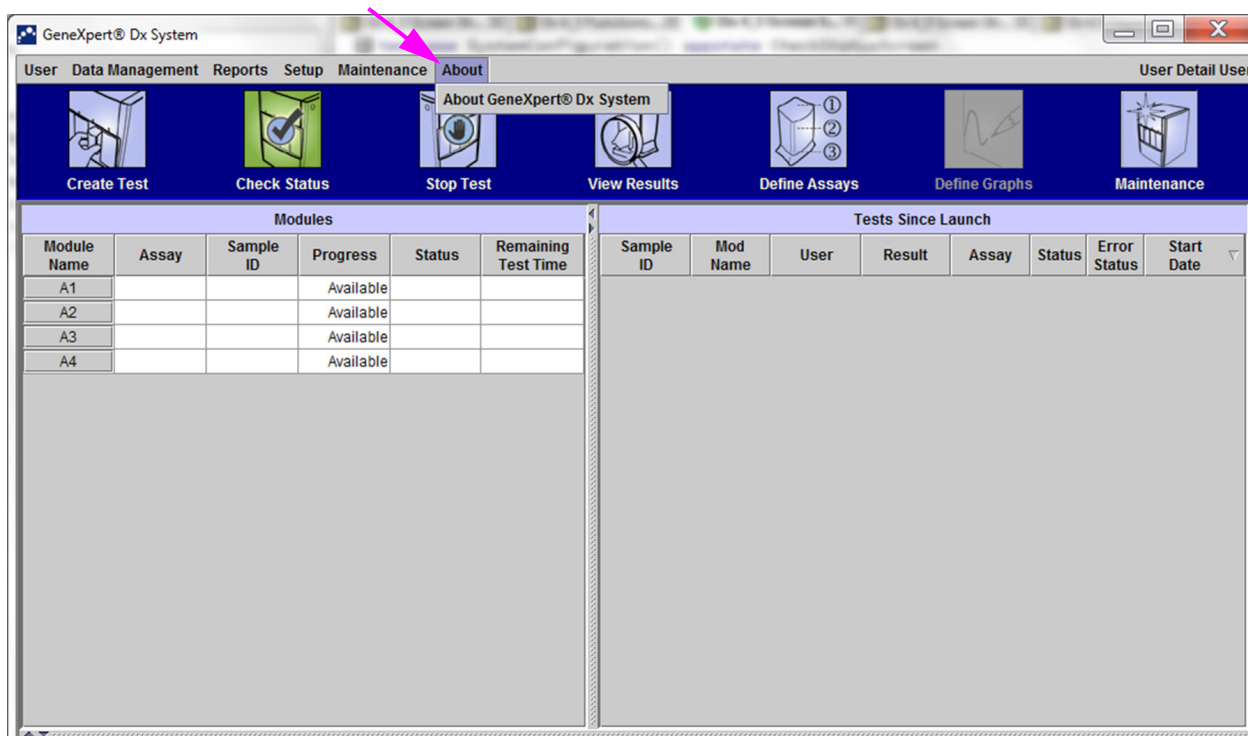 GeneXpert® Dx System
User Data Management Reports Setup Maintenance About User Detail User
About GeneXpert® Dx System
① ② ③
Create Test Check Status Stop Test View Results Define Assays Define Graphs Maintenance
Modules
Module Name Assay Sample ID Progress Status Remaining Test Time
A1 Available
A2 Available
A3 Available
A4 Available
Tests Since Launch
Sample ID Mod Name User Result Assay Status Error Status Start Date